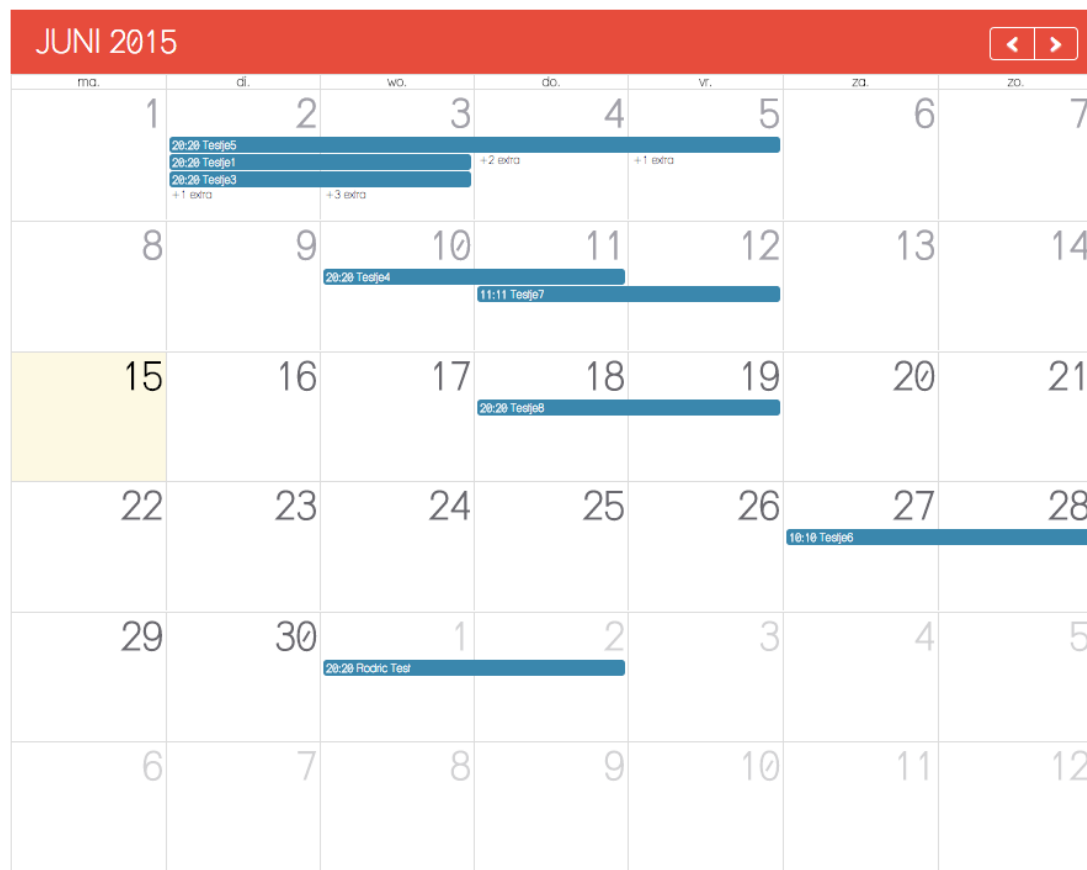 JUNI 2015
ma. di. wo. do. vr. za. zo.
1 2 3 4 5 6 7
20:20 Testje5
20:20 Testje1 +2 extra +1 extra
20:20 Testje3
+1 extra +3 extra
8 9 10 11 12 13 14
20:20 Testje4
11:11 Testje7
15 16 17 18 19 20 21
20:20 Testje8
22 23 24 25 26 27 28
10:10 Testje6
29 30 1 2 3 4 5
20:20 Rodric Test
6 7 8 9 10 11 12